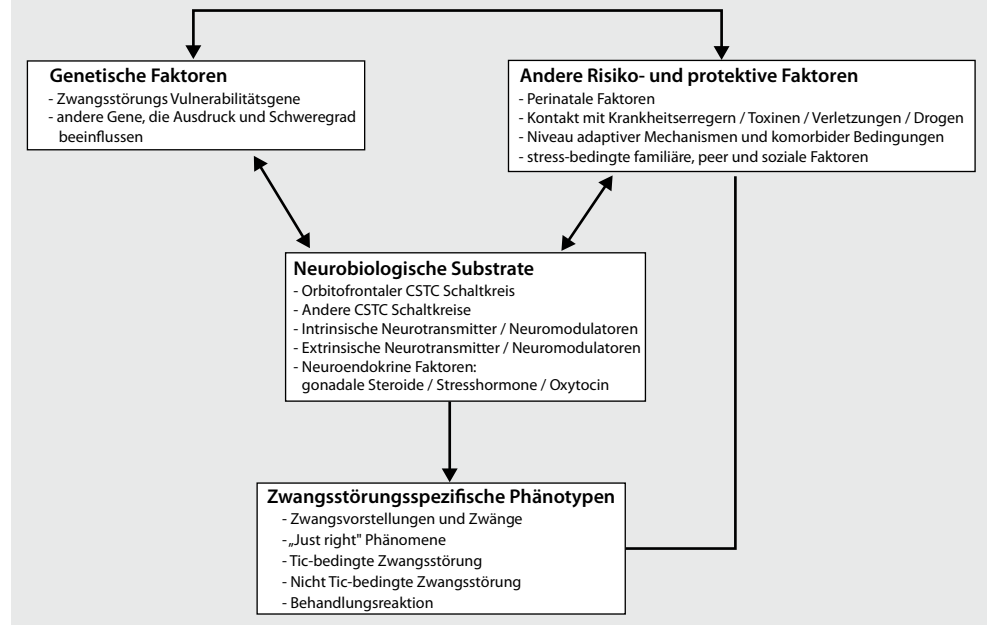 Genetische Faktoren
- Zwangsstörungs Vulnerabilitätsgene
- andere Gene, die Ausdruck und Schweregrad
beeinflussen
Andere Risiko- und protektive Faktoren
- Perinatale Faktoren
- Kontakt mit Krankheitserregern / Toxinen / Verletzungen / Drogen
- Niveau adaptiver Mechanismen und komorbider Bedingungen
- stress-bedingte familiäre, peer und soziale Faktoren
Neurobiologische Substrate
- Orbitofrontaler CSTC Schaltkreis
- Andere CSTC Schaltkreise
- Intrinsische Neurotransmitter / Neuromodulatoren
- Extrinsische Neurotransmitter / Neuromodulatoren
- Neuroendokrine Faktoren:
gonadale Steroide / Stresshormone / Oxytocin
Zwangsstörungsspezifische Phänotypen
- Zwangsvorstellungen und Zwänge
- „Just right" Phänomene
- Tic-bedingte Zwangsstörung
- Nicht Tic-bedingte Zwangsstörung
- Behandlungsreaktion